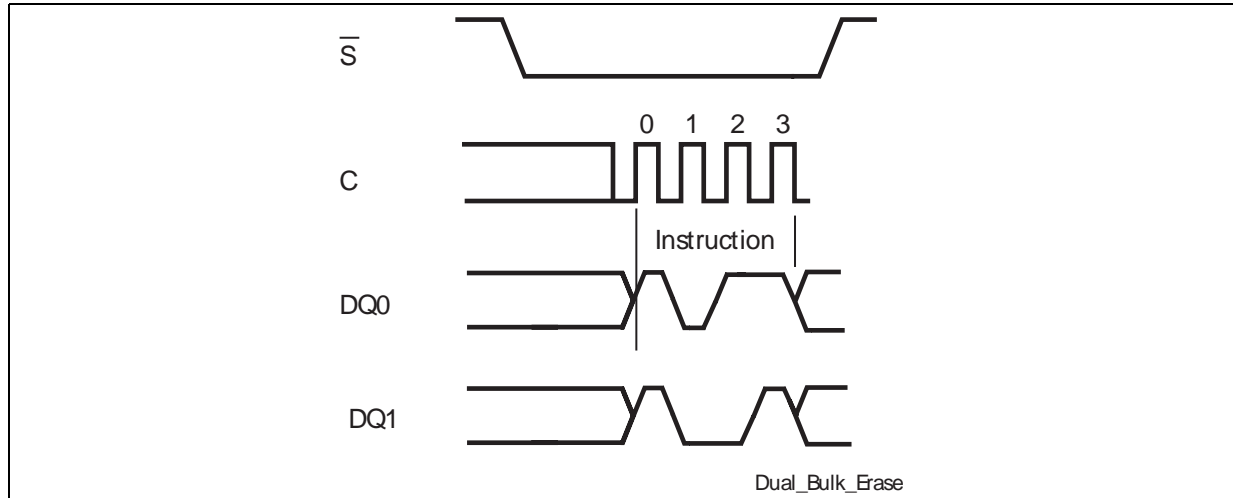 S̅
0 1 2 3
C
Instruction
DQ0
DQ1
Dual_Bulk_Erase